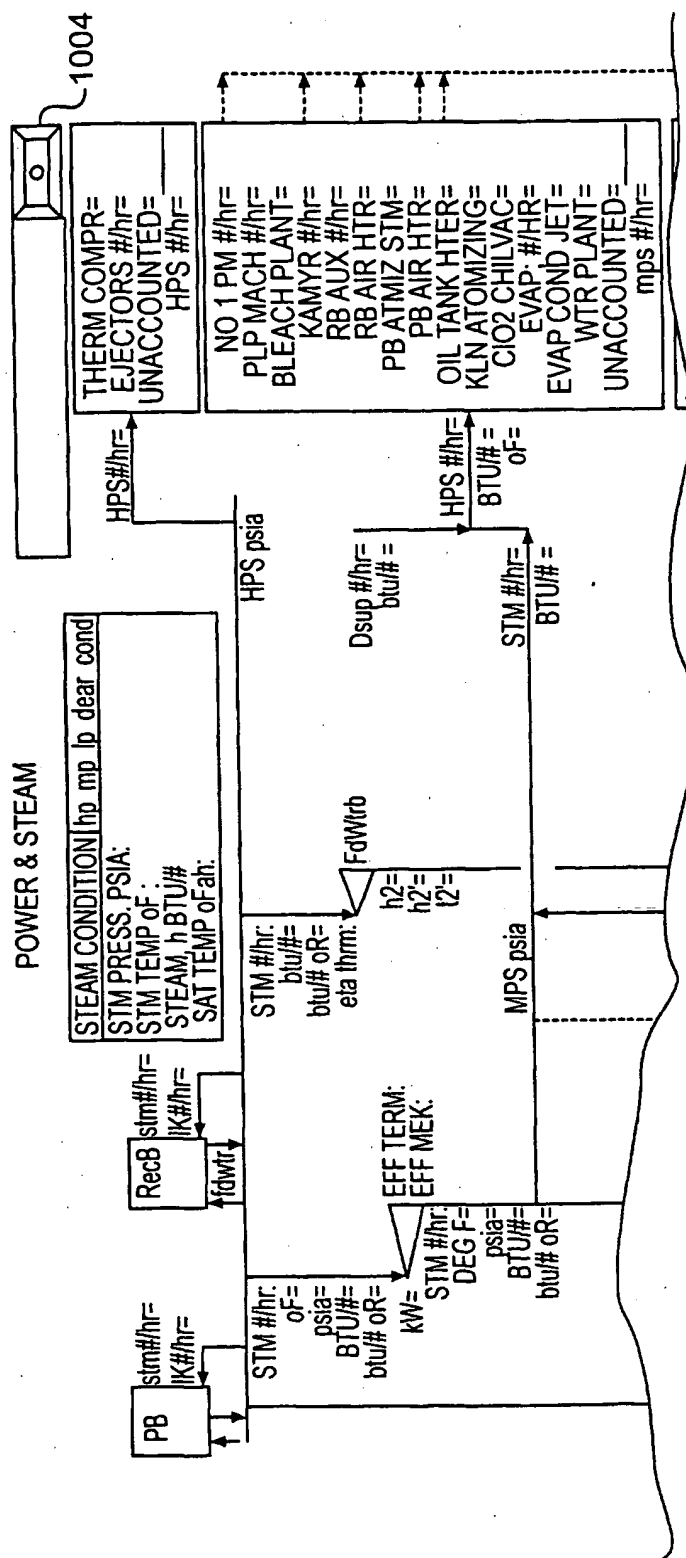 POWER & STEAM
1004
STEAM CONDITION hp mp lp dear cond
STM PRESS. PSIA:
STM TEMP oF :
STEAM, h BTU/#
SAT TEMP oFah:
PB
stm#/hr=
IK#/hr=
RecB
stm#/hr=
IK#/hr=
fdwtr
HPS psia
HPS#/hr=
THERM COMPR=
EJECTORS #/hr=
UNACCOUNTED=
HPS #/hr=
STM #/hr:
oF=
psia=
BTU/#=
btu/# oR=
kW=
EFF TERM:
EFF MEK:
STM #/hr:
DEG F=
psia=
BTU/#=
btu/# oR=
STM #/hr:
btu/#=
btu/# oR=
eta thrm:
FdWtrb
h2=
h2'=
t2'=
MPS psia
Dsup #/hr=
btu/# =
HPS #/hr=
BTU/# =
oF=
STM #/hr=
BTU/# =
NO 1 PM #/hr=
PLP MACH #/hr=
BLEACH PLANT=
KAMYR #/hr=
RB AUX #/hr=
RB AIR HTR=
PB ATMIZ STM=
PB AIR HTR=
OIL TANK HTER=
KLN ATOMIZING=
ClO2 CHILVAC=
EVAP· #/HR=
EVAP COND JET=
WTR PLANT=
UNACCOUNTED=
mps #/hr=